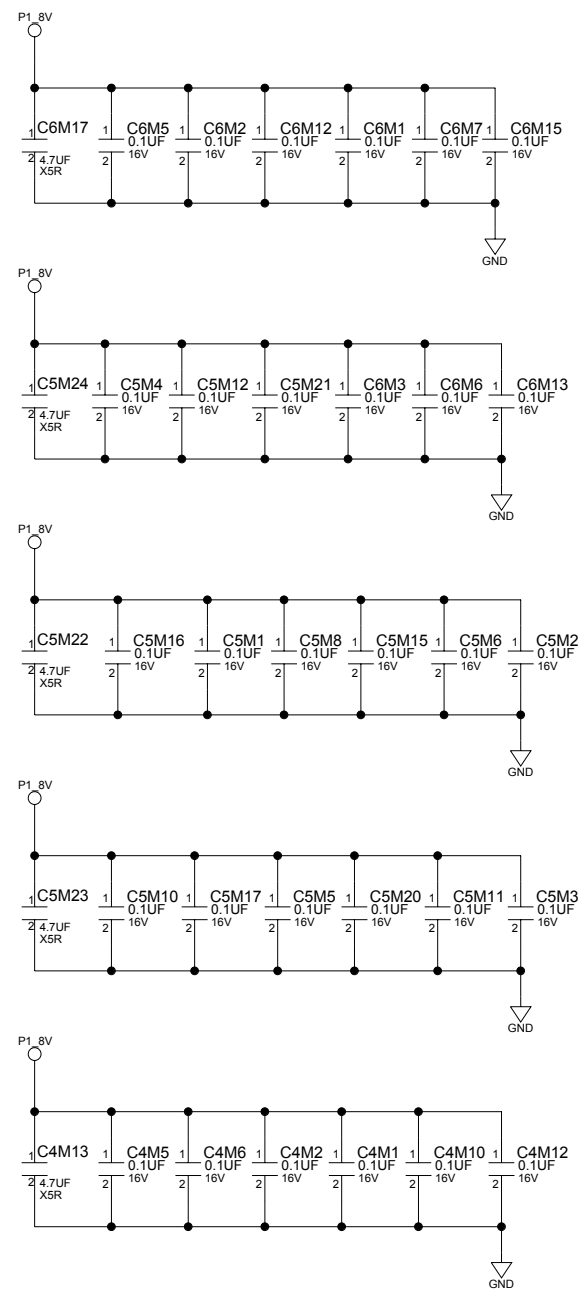 P1_8V
1 C6M17 1 C6M5 1 C6M2 1 C6M12 1 C6M1 1 C6M7 1 C6M15
0.1UF 0.1UF 0.1UF 0.1UF 0.1UF 0.1UF
2 4.7UF 2 16V 2 16V 2 16V 2 16V 2 16V 2 16V
X5R
GND
P1_8V
1 C5M24 1 C5M4 1 C5M12 1 C5M21 1 C6M3 1 C6M6 1 C6M13
0.1UF 0.1UF 0.1UF 0.1UF 0.1UF 0.1UF
2 4.7UF 2 16V 2 16V 2 16V 2 16V 2 16V 2 16V
X5R
GND
P1_8V
1 C5M22 1 C5M16 1 C5M1 1 C5M8 1 C5M15 1 C5M6 1 C5M2
0.1UF 0.1UF 0.1UF 0.1UF 0.1UF 0.1UF
2 4.7UF 2 16V 2 16V 2 16V 2 16V 2 16V 2 16V
X5R
GND
P1_8V
1 C5M23 1 C5M10 1 C5M17 1 C5M5 1 C5M20 1 C5M11 1 C5M3
0.1UF 0.1UF 0.1UF 0.1UF 0.1UF 0.1UF
2 4.7UF 2 16V 2 16V 2 16V 2 16V 2 16V 2 16V
X5R
GND
P1_8V
1 C4M13 1 C4M5 1 C4M6 1 C4M2 1 C4M1 1 C4M10 1 C4M12
0.1UF 0.1UF 0.1UF 0.1UF 0.1UF 0.1UF
2 4.7UF 2 16V 2 16V 2 16V 2 16V 2 16V 2 16V
X5R
GND